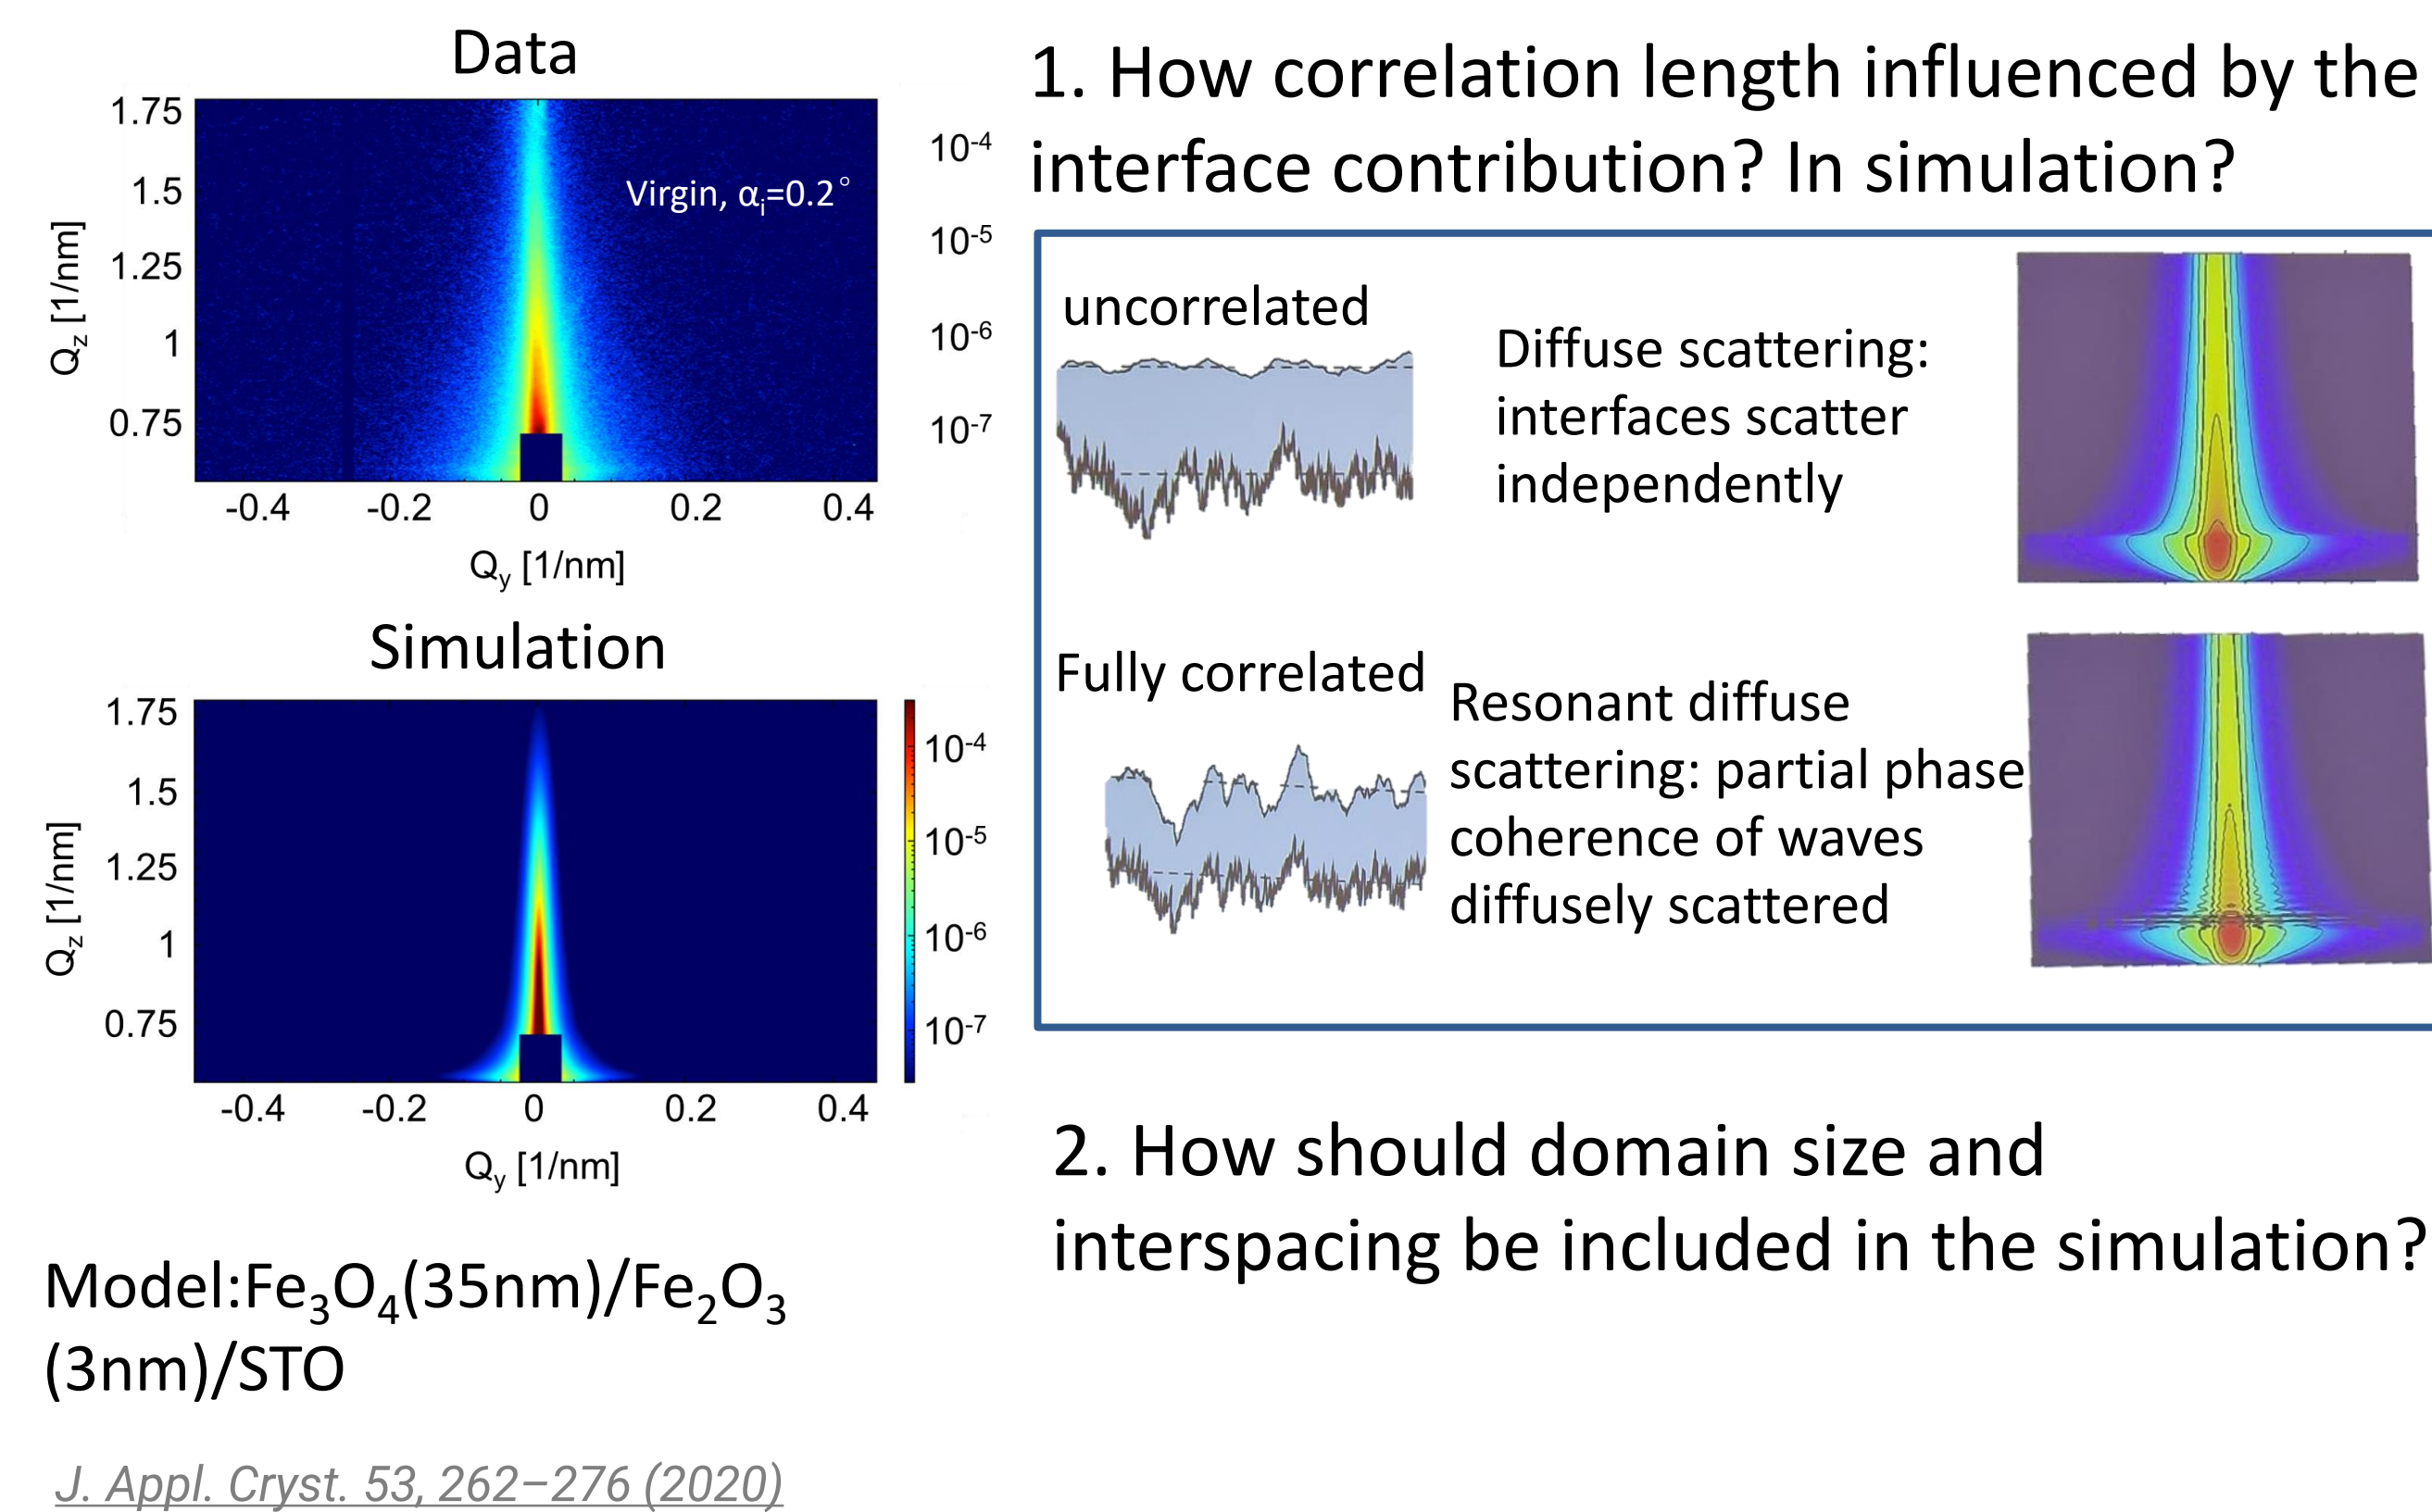 Data
1.75
1.5
1.25
1
0.75
Qz [1/nm]
Virgin, αi=0.2°
-0.4 -0.2 0 0.2 0.4
Qy [1/nm]
10-4
10-5
10-6
10-7
Simulation
1.75
1.5
1.25
1
0.75
Qz [1/nm]
-0.4 -0.2 0 0.2 0.4
Qy [1/nm]
10-4
10-5
10-6
10-7
Model:Fe3O4(35nm)/Fe2O3
(3nm)/STO
J. Appl. Cryst. 53, 262–276 (2020)
1. How correlation length influenced by the
interface contribution? In simulation?
uncorrelated
Diffuse scattering:
interfaces scatter
independently
Fully correlated
Resonant diffuse
scattering: partial phase
coherence of waves
diffusely scattered
2. How should domain size and
interspacing be included in the simulation?